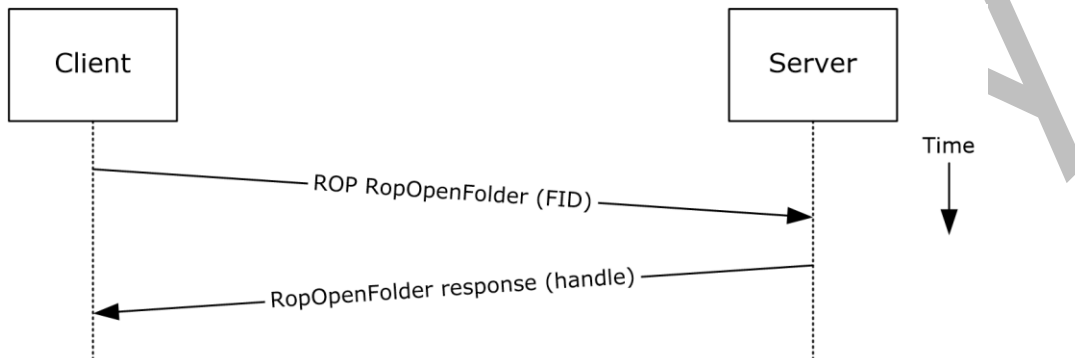 Client
Server
Time
ROP RopOpenFolder (FID)
RopOpenFolder response (handle)